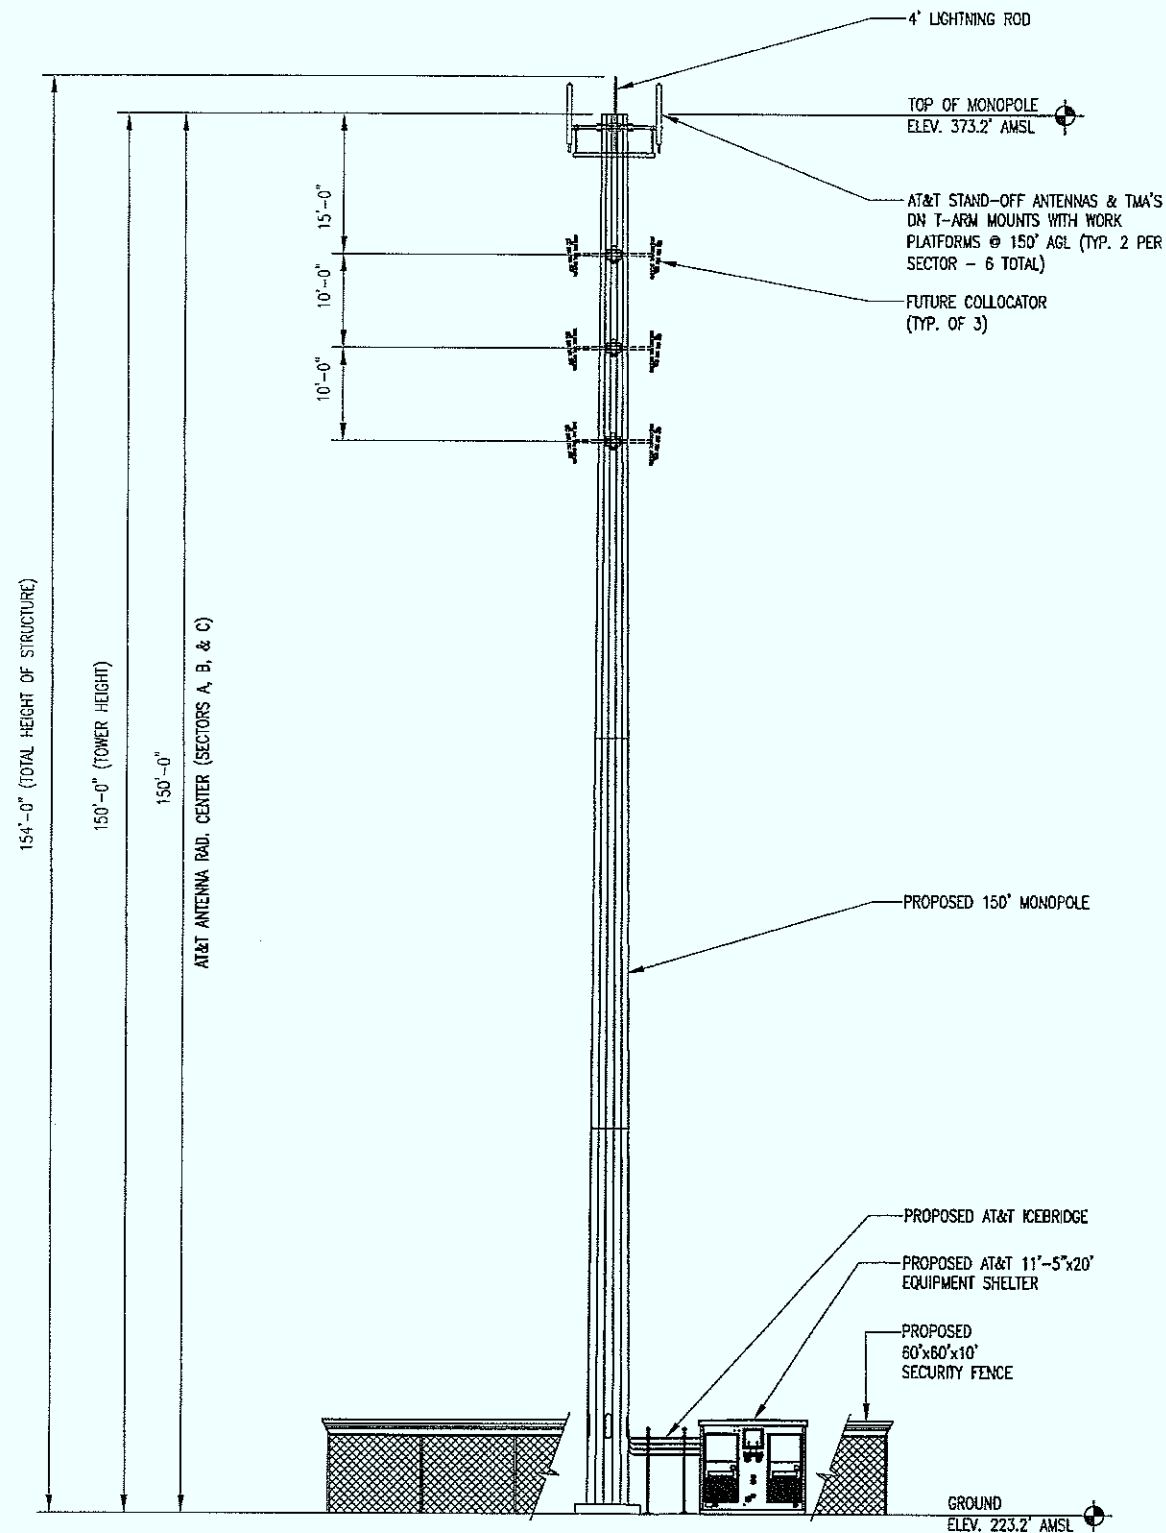 4' LIGHTNING ROD
TOP OF MONOPOLE
ELEV. 373.2' AMSL
AT&T STAND-OFF ANTENNAS & TMA'S
ON T-ARM MOUNTS WITH WORK
PLATFORMS @ 150' AGL (TYP. 2 PER
SECTOR - 6 TOTAL)
FUTURE COLLOCATOR
(TYP. OF 3)
15'-0"
10'-0"
10'-0"
154'-0" (TOTAL HEIGHT OF STRUCTURE)
150'-0" (TOWER HEIGHT)
150'-0"
AT&T ANTENNA RAD. CENTER (SECTORS A, B, & C)
PROPOSED 150' MONOPOLE
PROPOSED AT&T ICEBRIDGE
PROPOSED AT&T 11'-5"x20'
EQUIPMENT SHELTER
PROPOSED
60'x60'x10'
SECURITY FENCE
GROUND
ELEV. 223.2' AMSL